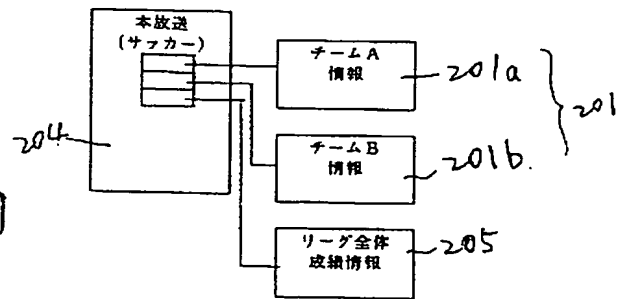 本放送
(サッカー)
チームA
情報
201a
201
204
チームB
情報
201b.
リーグ全体
成績情報
205